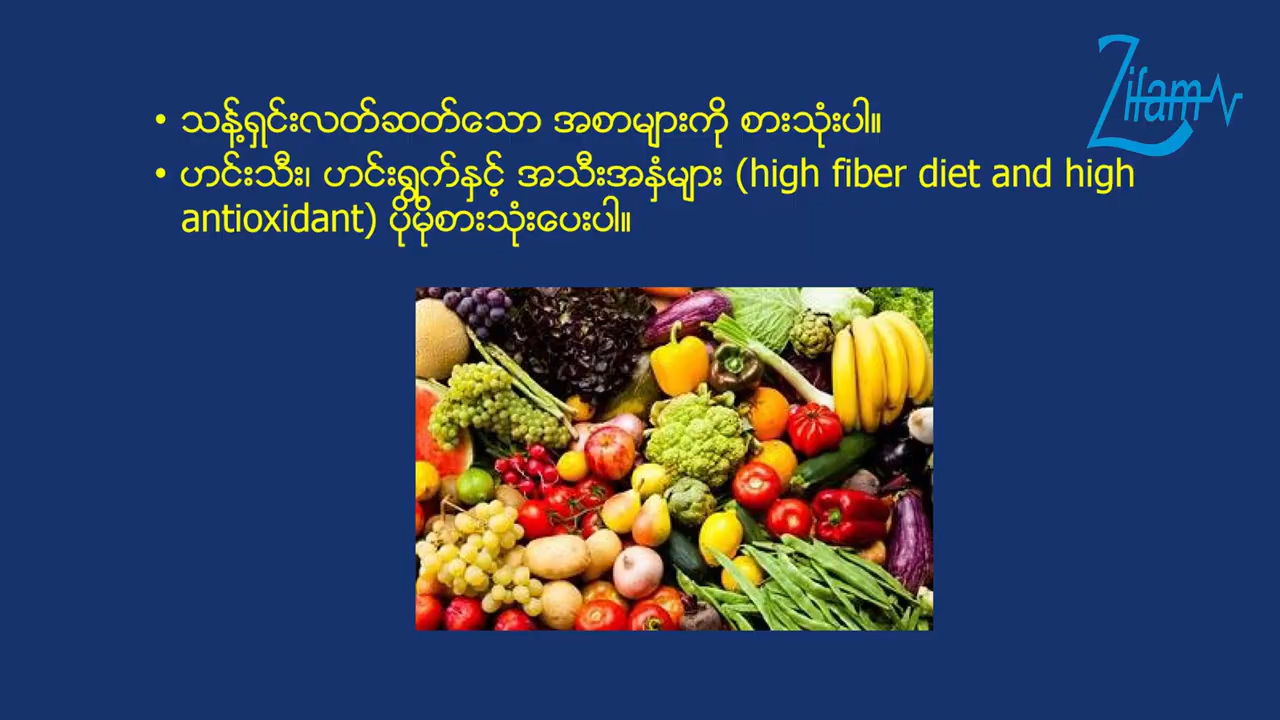 Zifam
• သန့်ရှင်းလတ်ဆတ်သော အစာများကို စားသုံးပါ။
• ဟင်းသီး၊ ဟင်းရွက်နှင့် အသီးအနှံများ (high fiber diet and high
antioxidant) ပိုမိုစားသုံးပေးပါ။